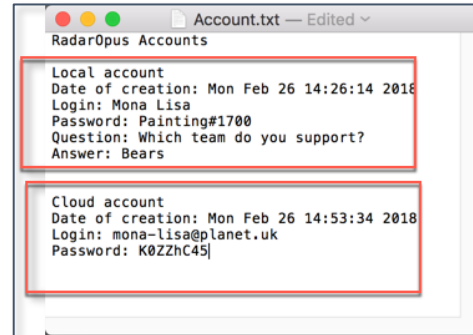 Account.txt — Edited
RadarOpus Accounts
Local account
Date of creation: Mon Feb 26 14:26:14 2018
Login: Mona Lisa
Password: Painting#1700
Question: Which team do you support?
Answer: Bears
Cloud account
Date of creation: Mon Feb 26 14:53:34 2018
Login: mona-lisa@planet.uk
Password: K0ZZhC45